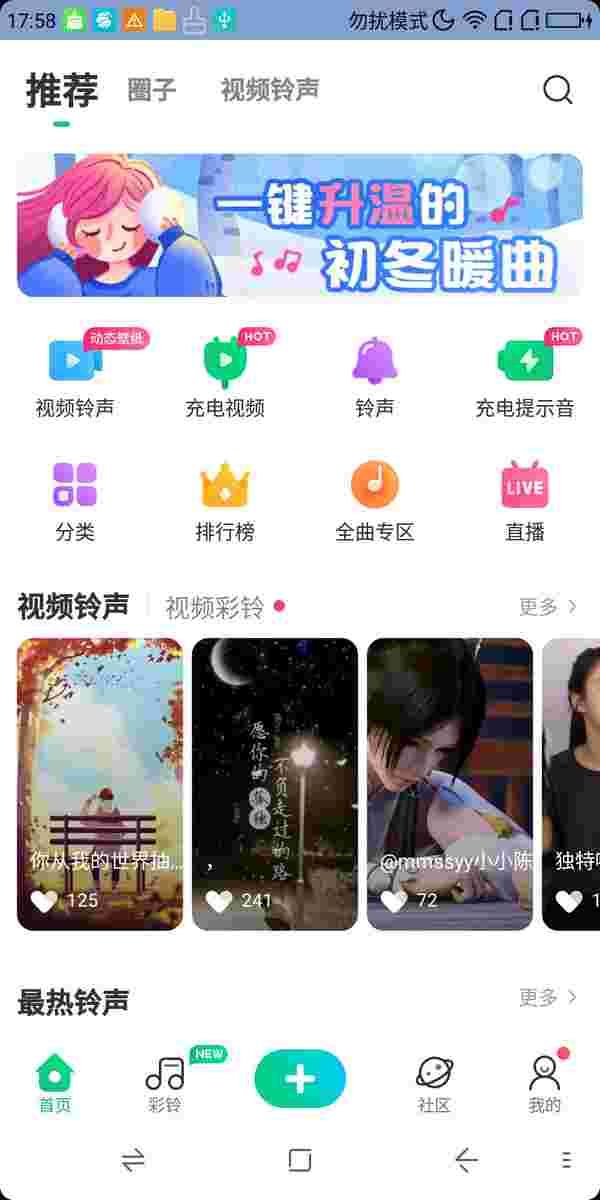 17:58 勿扰模式
推荐 圈子 视频铃声
一键升温的
初冬暖曲
动态壁纸 HOT HOT
视频铃声 充电视频 铃声 充电提示音
LIVE
分类 排行榜 全曲专区 直播
视频铃声 视频彩铃 更多
愿你的
不负走过的路
你从我的世界抽... , @mmssyy小小陈 独特
125 241 72 1
最热铃声 更多
NEW
首页 彩铃 社区 我的